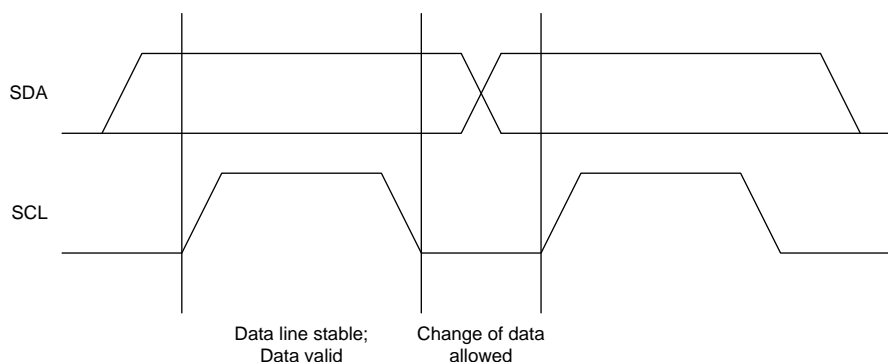 SDA
SCL
Data line stable;
Data valid
Change of data
allowed